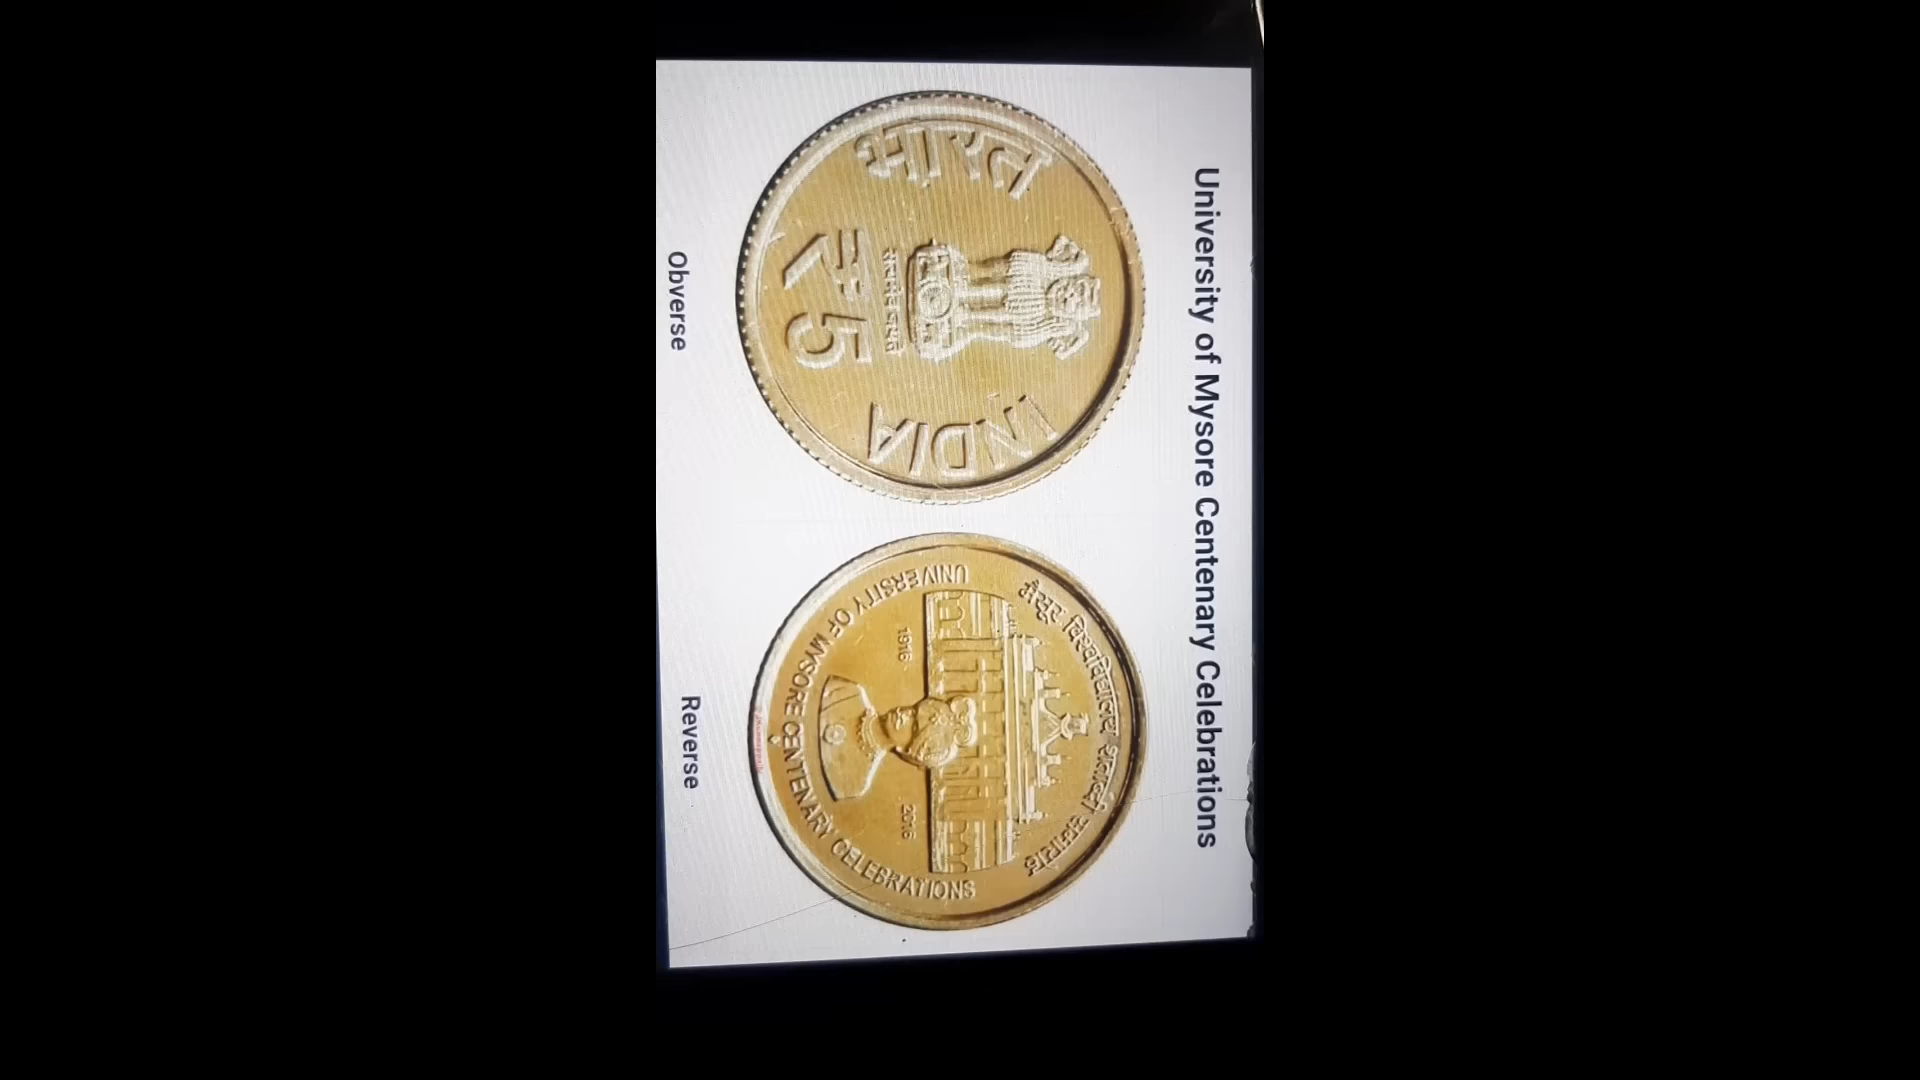 University of Mysore Centenary Celebrations
भारत
INDIA
सत्यमेव जयते
₹5
मैसूर विश्वविद्यालय शताब्दी समारोह
1916
2016
UNIVERSITY OF MYSORE CENTENARY CELEBRATIONS
Obverse
Reverse